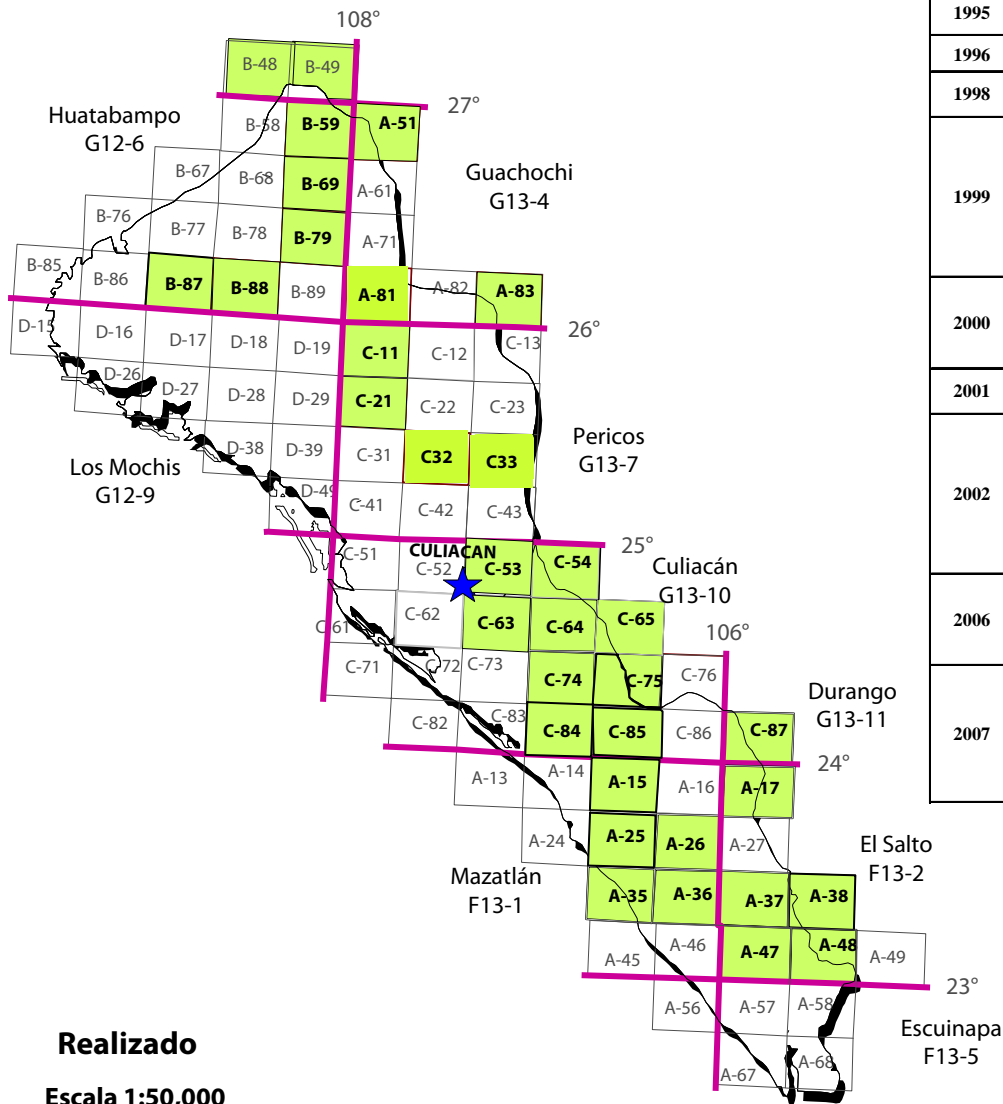 108°
1995
1996
1998
1999
2000
2001
2002
2006
2007
B-48 B-49
27°
Huatabampo
G12-6
B-58 B-59 A-51
Guachochi
G13-4
B-67 B-68 B-69 A-61
B-76 B-77 B-78 B-79 A-71
B-85 B-86 B-87 B-88 B-89 A-81 A-82 A-83
26°
D-15 D-16 D-17 D-18 D-19 C-11 C-12 C-13
D-26 D-27 D-28 D-29 C-21 C-22 C-23
Pericos
G13-7
Los Mochis
G12-9
D-38 D-39 C-31 C32 C33
D-49 C-41 C-42 C-43
25°
CULIACAN
C-51 C-52 C-53 C-54
Culiacán
G13-10
C-61 C-62 C-63 C-64 C-65
106°
C-71 C-72 C-73 C-74 C-75 C-76
Durango
G13-11
C-82 C-83 C-84 C-85 C-86 C-87
24°
A-13 A-14 A-15 A-16 A-17
A-24 A-25 A-26 A-27
El Salto
F13-2
Mazatlán
F13-1
A-35 A-36 A-37 A-38
A-45 A-46 A-47 A-48 A-49
23°
A-56 A-57 A-58
Escuinapa
F13-5
A-67 A-68
Realizado
Escala 1:50,000